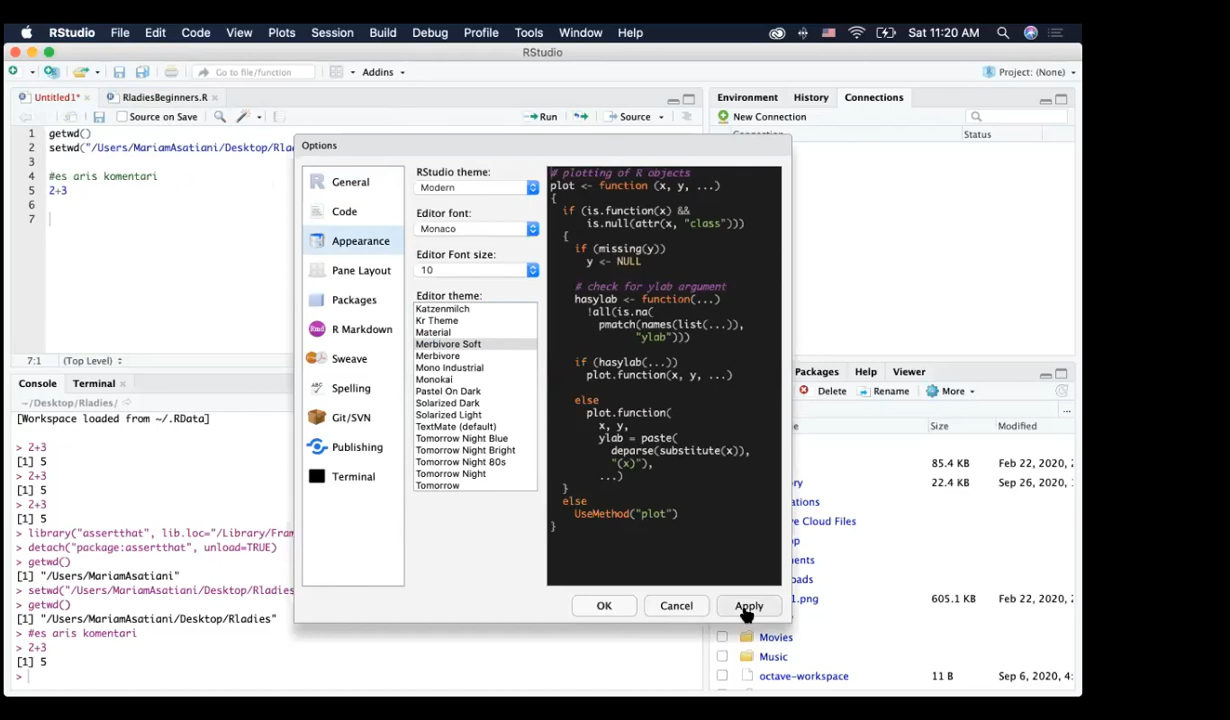 RStudio File Edit Code View Plots Session Build Debug Profile Tools Window Help Sat 11:20 AM
RStudio
Go to file/function Addins Project: (None)
Untitled1* RladiesBeginners.R
Source on Save Run Source
1 getwd()
2 setwd("/Users/MariamAsatiani/Desktop/Rla
3
4 #es aris komentari
5 2+3
6
7
7:1 (Top Level)
Console Terminal
~/Desktop/Rladies/
[Workspace loaded from ~/.RData]
> 2+3
[1] 5
> 2+3
[1] 5
> 2+3
[1] 5
> library("assertthat", lib.loc="/Library/Fram
> detach("package:assertthat", unload=TRUE)
> getwd()
[1] "/Users/MariamAsatiani"
> setwd("/Users/MariamAsatiani/Desktop/Rladies
> getwd()
[1] "/Users/MariamAsatiani/Desktop/Rladies"
> #es aris komentari
> 2+3
[1] 5
>
Options
General
Code
Appearance
Pane Layout
Packages
R Markdown
Sweave
Spelling
Git/SVN
Publishing
Terminal
RStudio theme:
Modern
Editor font:
Monaco
Editor Font size:
10
Editor theme:
Katzenmilch
Kr Theme
Material
Merbivore Soft
Merbivore
Mono Industrial
Monokai
Pastel On Dark
Solarized Dark
Solarized Light
TextMate (default)
Tomorrow Night Blue
Tomorrow Night Bright
Tomorrow Night 80s
Tomorrow Night
Tomorrow
# plotting of R objects
plot <- function (x, y, ...)
{
if (is.function(x) &&
is.null(attr(x, "class")))
{
if (missing(y))
y <- NULL
# check for ylab argument
hasylab <- function(...)
!all(is.na(
pmatch(names(list(...)),
"ylab")))
if (hasylab(...))
plot.function(x, y, ...)
else
plot.function(
x, y,
ylab = paste(
deparse(substitute(x)),
"(x)"),
...)
}
else
UseMethod("plot")
}
OK Cancel Apply
Environment History Connections
New Connection
Status
Packages Help Viewer
Delete Rename More
Size Modified
85.4 KB Feb 22, 2020,
ry 22.4 KB Sep 26, 2020,
ations
ve Cloud Files
op
ents
loads
1.png 605.1 KB Feb 22, 2020,
Movies
Music
octave-workspace 11 B Sep 6, 2020, 4: